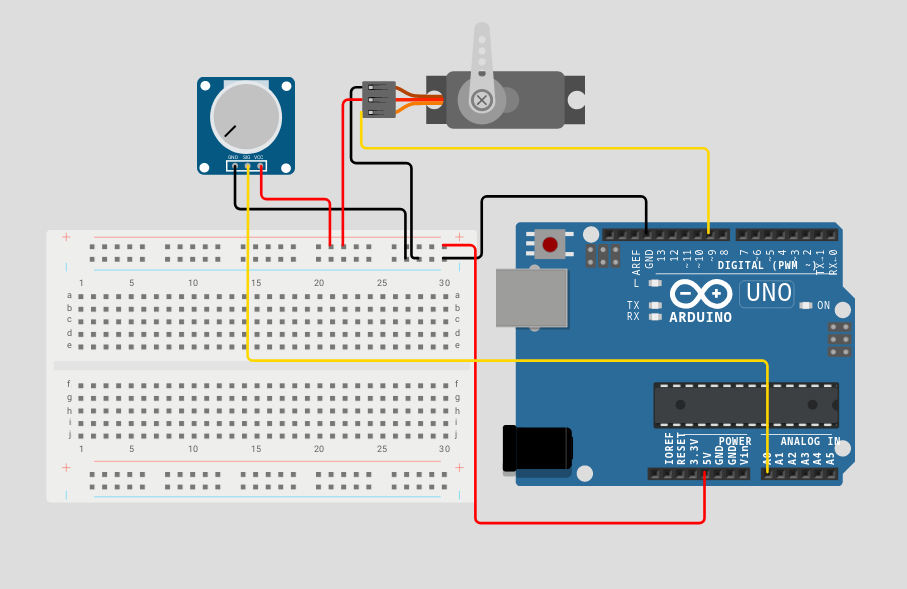 GND SIG VCC
+ +
1 5 10 15 20 25 30
a a
b b
c c
d d
e e
f f
g g
h h
i i
j j
1 5 10 15 20 25 30
+ +
AREF
GND
13
12
~11
~10
~9
8
7
~6
~5
4
~3
2
TX→1
RX←0
DIGITAL (PWM ~)
L
TX
RX
ARDUINO
UNO
ON
IOREF
RESET
3.3V
5V
GND
GND
Vin
POWER
ANALOG IN
A0
A1
A2
A3
A4
A5